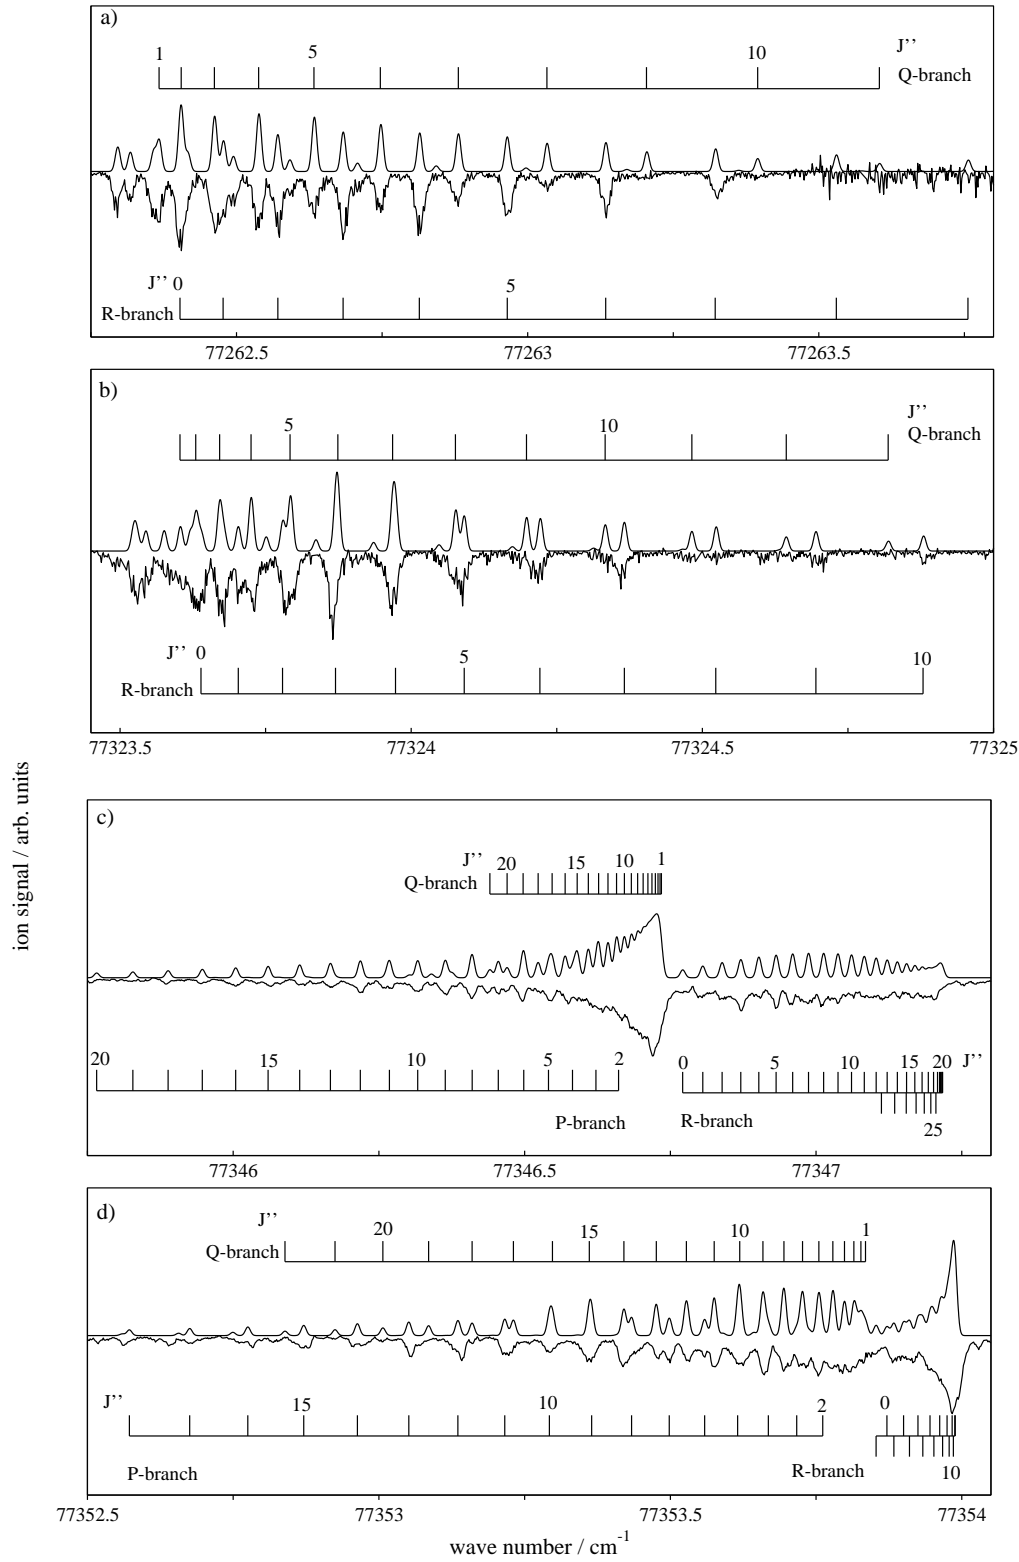 a)
1 5 10 J’’
Q-branch
J’’ 0 5
R-branch
77262.5 77263 77263.5
b)
5 10 J’’
Q-branch
J’’ 0 5 10
R-branch
77323.5 77324 77324.5 77325
ion signal / arb. units
c)
J’’ 20 15 10 1
Q-branch
20 15 10 5 2 0 5 10 15 20 J’’
P-branch R-branch 25
77346 77346.5 77347
d)
J’’ 20 15 10 1
Q-branch
J’’ 15 10 2 0
P-branch R-branch 10
77352.5 77353 77353.5 77354
wave number / cm-1